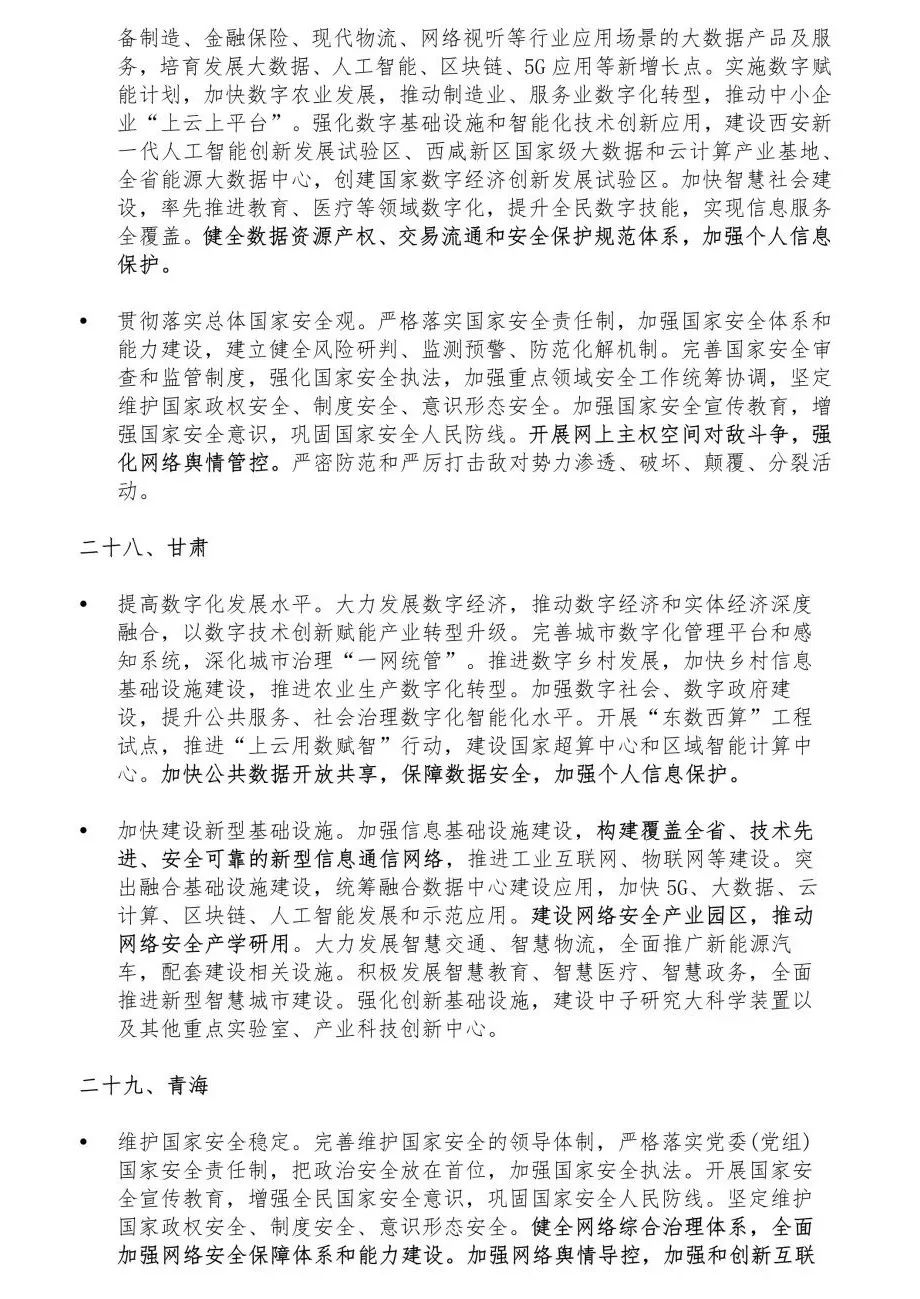 备制造、金融保险、现代物流、网络视听等行业应用场景的大数据产品及服
务，培育发展大数据、人工智能、区块链、5G 应用等新增长点。实施数字赋
能计划，加快数字农业发展，推动制造业、服务业数字化转型，推动中小企
业“上云上平台”。强化数字基础设施和智能化技术创新应用，建设西安新
一代人工智能创新发展试验区、西咸新区国家级大数据和云计算产业基地、
全省能源大数据中心，创建国家数字经济创新发展试验区。加快智慧社会建
设，率先推进教育、医疗等领域数字化，提升全民数字技能，实现信息服务
全覆盖。健全数据资源产权、交易流通和安全保护规范体系，加强个人信息
保护。
• 贯彻落实总体国家安全观。严格落实国家安全责任制，加强国家安全体系和
能力建设，建立健全风险研判、监测预警、防范化解机制。完善国家安全审
查和监管制度，强化国家安全执法，加强重点领域安全工作统筹协调，坚定
维护国家政权安全、制度安全、意识形态安全。加强国家安全宣传教育，增
强国家安全意识，巩固国家安全人民防线。开展网上主权空间对敌斗争，强
化网络舆情管控。严密防范和严厉打击敌对势力渗透、破坏、颠覆、分裂活
动。
二十八、甘肃
• 提高数字化发展水平。大力发展数字经济，推动数字经济和实体经济深度
融合，以数字技术创新赋能产业转型升级。完善城市数字化管理平台和感
知系统，深化城市治理“一网统管”。推进数字乡村发展，加快乡村信息
基础设施建设，推进农业生产数字化转型。加强数字社会、数字政府建
设，提升公共服务、社会治理数字化智能化水平。开展“东数西算”工程
试点，推进“上云用数赋智”行动，建设国家超算中心和区域智能计算中
心。加快公共数据开放共享，保障数据安全，加强个人信息保护。
• 加快建设新型基础设施。加强信息基础设施建设，构建覆盖全省、技术先
进、安全可靠的新型信息通信网络，推进工业互联网、物联网等建设。突
出融合基础设施建设，统筹融合数据中心建设应用，加快 5G、大数据、云
计算、区块链、人工智能发展和示范应用。建设网络安全产业园区，推动
网络安全产学研用。大力发展智慧交通、智慧物流，全面推广新能源汽
车，配套建设相关设施。积极发展智慧教育、智慧医疗、智慧政务，全面
推进新型智慧城市建设。强化创新基础设施，建设中子研究大科学装置以
及其他重点实验室、产业科技创新中心。
二十九、青海
• 维护国家安全稳定。完善维护国家安全的领导体制，严格落实党委(党组)
国家安全责任制，把政治安全放在首位，加强国家安全执法。开展国家安
全宣传教育，增强全民国家安全意识，巩固国家安全人民防线。坚定维护
国家政权安全、制度安全、意识形态安全。健全网络综合治理体系，全面
加强网络安全保障体系和能力建设。加强网络舆情导控，加强和创新互联